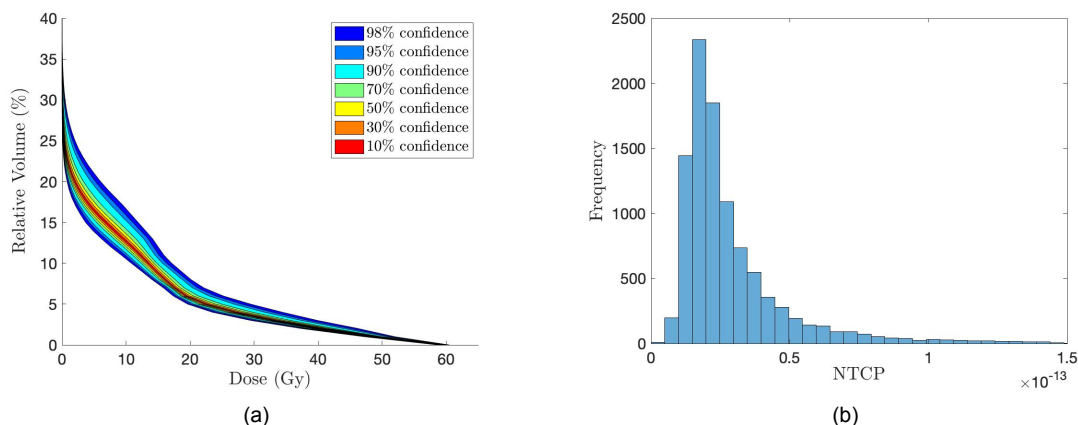 40
35
30
25
20
15
10
5
0
Relative Volume (%)
0 10 20 30 40 50 60
Dose (Gy)
98% confidence
95% confidence
90% confidence
70% confidence
50% confidence
30% confidence
10% confidence
(a)
2500
2000
1500
1000
500
0
Frequency
0 0.5 1 1.5
×10⁻¹³
NTCP
(b)